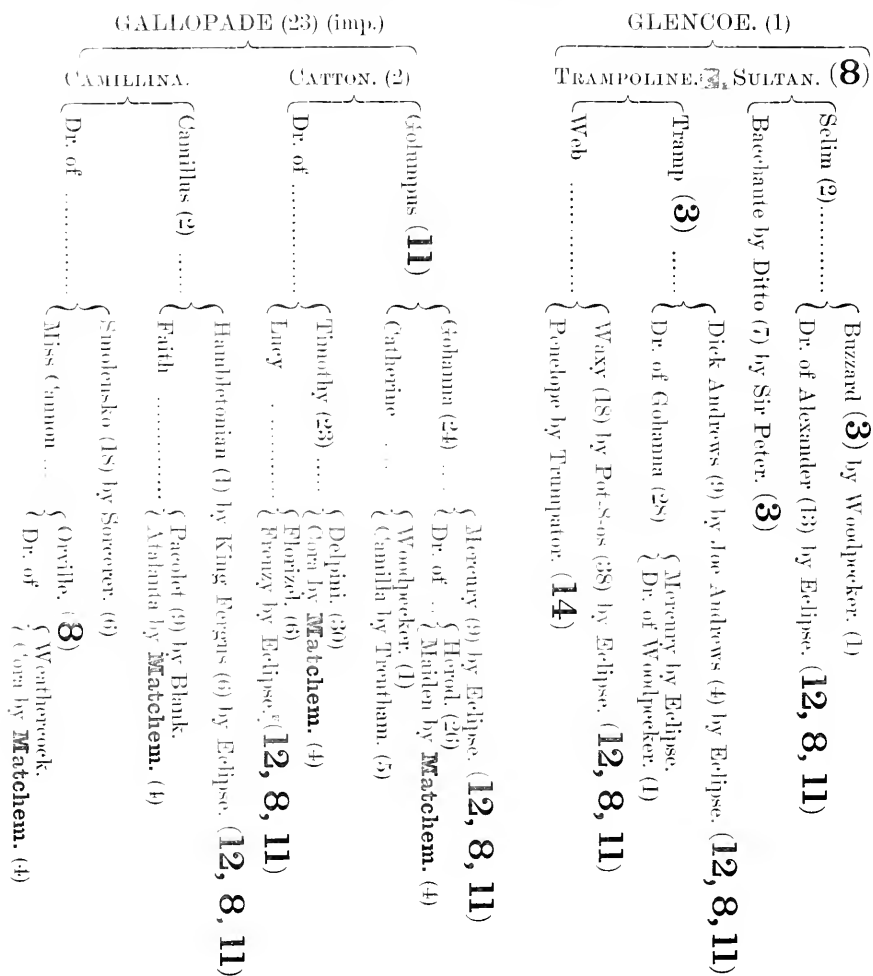 GALLOPADE (23) (imp.)
CAMILLINA.
CATTON. (2)
Dr. of ............
Camillus (2) .....
Dr. of ............
Golumpus (11)
Miss Cannon ...
Smolensko (18) by Sorcerer. (6)
Faith ............
Hambletonian (1) by King Fergus (6) by Eclipse. (12, 8, 11)
Lucy .........
Timothy (23) .....
Catherine ....
Gohanna (24) ...
Dr. of
Orville. (8)
Atalanta by Matchem. (4)
Pacolet (9) by Blank.
Frenzy by Eclipse. (12, 8, 11)
Florizel. (6)
Cora by Matchem. (4)
Delpini. (30)
Camilla by Trentham. (5)
Woodpecker. (1)
Dr. of ...
Mercury (9) by Eclipse. (12, 8, 11)
Cora by Matchem. (4)
Weathercock.
Maiden by Matchem. (4)
Herod. (26)
GLENCOE. (1)
TRAMPOLINE.
SULTAN. (8)
Web ............
Tramp (3) .....
Bacchante by Ditto (7) by Sir Peter. (3)
Selim (2).........
Penelope by Trumpator. (14)
Waxy (18) by Pot-8-os (38) by Eclipse. (12, 8, 11)
Dr. of Gohanna (28)
Dick Andrews (9) by Joe Andrews (4) by Eclipse. (12, 8, 11)
Dr. of Alexander (13) by Eclipse. (12, 8, 11)
Buzzard (3) by Woodpecker. (1)
Dr. of Woodpecker. (1)
Mercury by Eclipse.